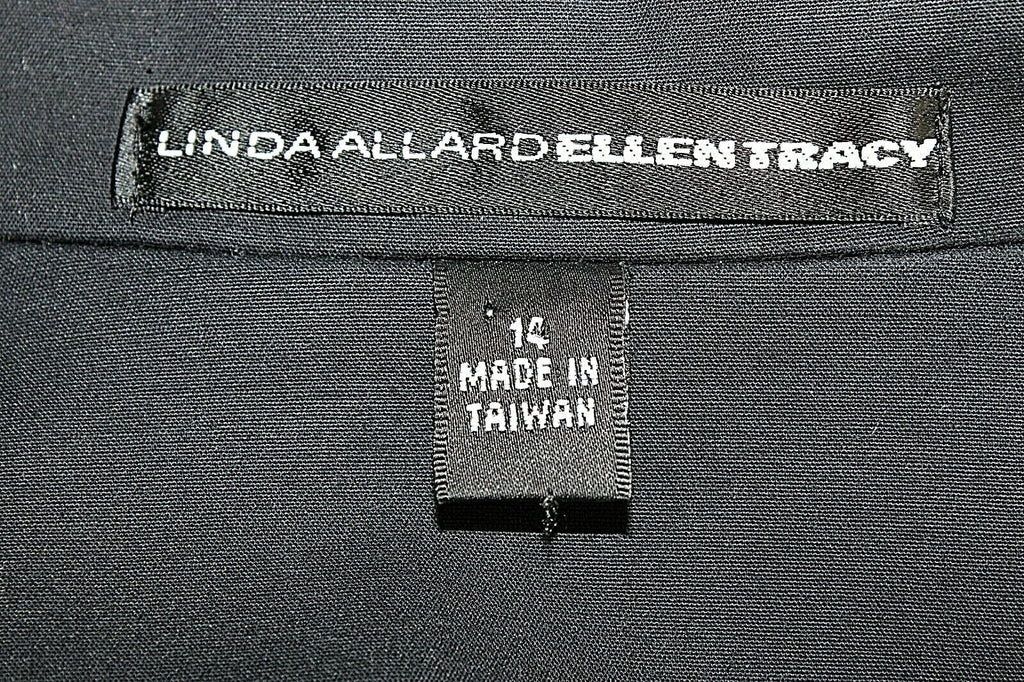 LINDA ALLARD ELLEN TRACY
14
MADE IN
TAIWAN